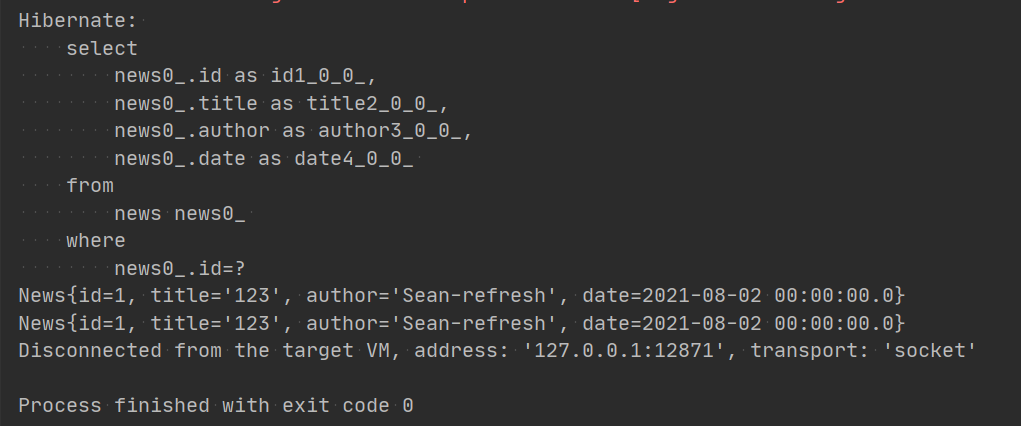 Hibernate:
    select
        news0_.id as id1_0_0_,
        news0_.title as title2_0_0_,
        news0_.author as author3_0_0_,
        news0_.date as date4_0_0_
    from
        news news0_
    where
        news0_.id=?
News{id=1, title='123', author='Sean-refresh', date=2021-08-02 00:00:00.0}
News{id=1, title='123', author='Sean-refresh', date=2021-08-02 00:00:00.0}
Disconnected from the target VM, address: '127.0.0.1:12871', transport: 'socket'
Process finished with exit code 0